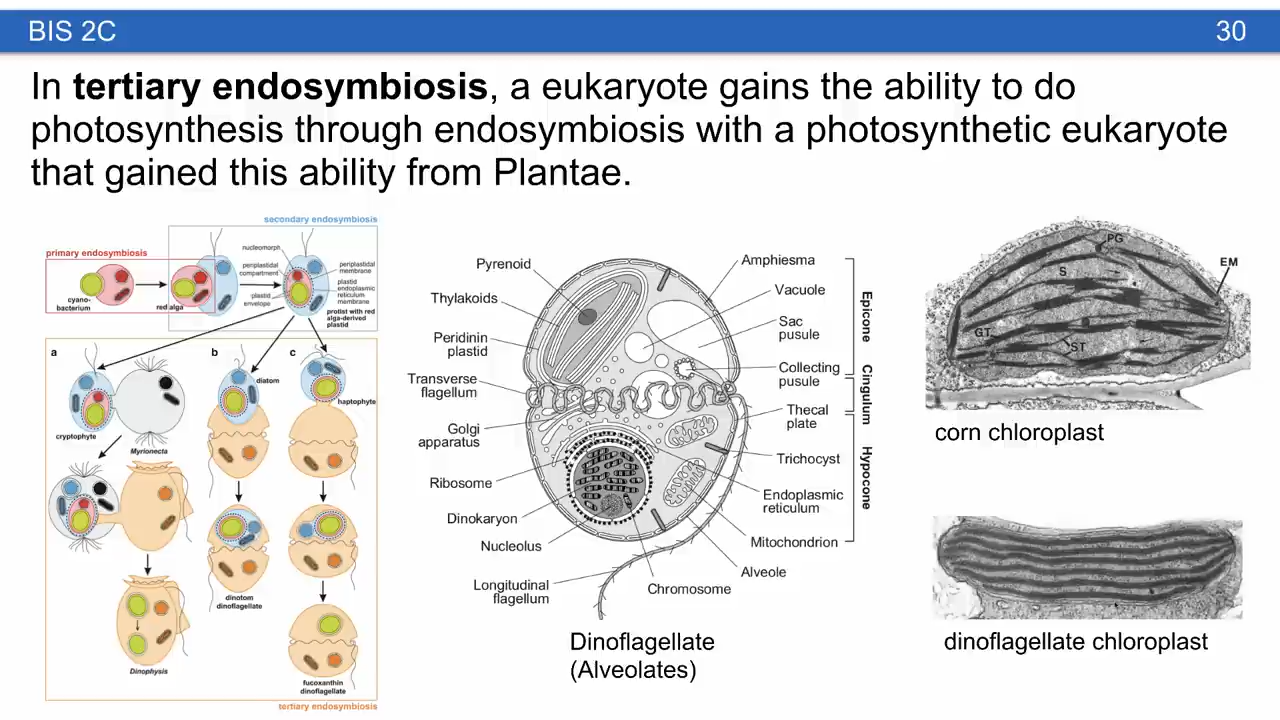 BIS 2C
30
In tertiary endosymbiosis, a eukaryote gains the ability to do
photosynthesis through endosymbiosis with a photosynthetic eukaryote
that gained this ability from Plantae.
secondary endosymbiosis
primary endosymbiosis
cyano-
bacterium
red alga
nucleomorph
periplastidal
compartment
plastid
envelope
periplastidal
membrane
plastid
endoplasmic
reticulum
membrane
protist with red
alga-derived
plastid
a
b
c
cryptophyte
Myrionecta
diatom
haptophyte
Dinophysis
dinotom
dinoflagellate
fucoxanthin
dinoflagellate
tertiary endosymbiosis
Pyrenoid
Thylakoids
Peridinin
plastid
Transverse
flagellum
Golgi
apparatus
Ribosome
Dinokaryon
Nucleolus
Longitudinal
flagellum
Amphiesma
Vacuole
Sac
pusule
Collecting
pusule
Thecal
plate
Trichocyst
Endoplasmic
reticulum
Mitochondrion
Alveole
Chromosome
Epicone
Cingulum
Hypocone
Dinoflagellate
(Alveolates)
PG
S
EM
GT
ST
corn chloroplast
dinoflagellate chloroplast